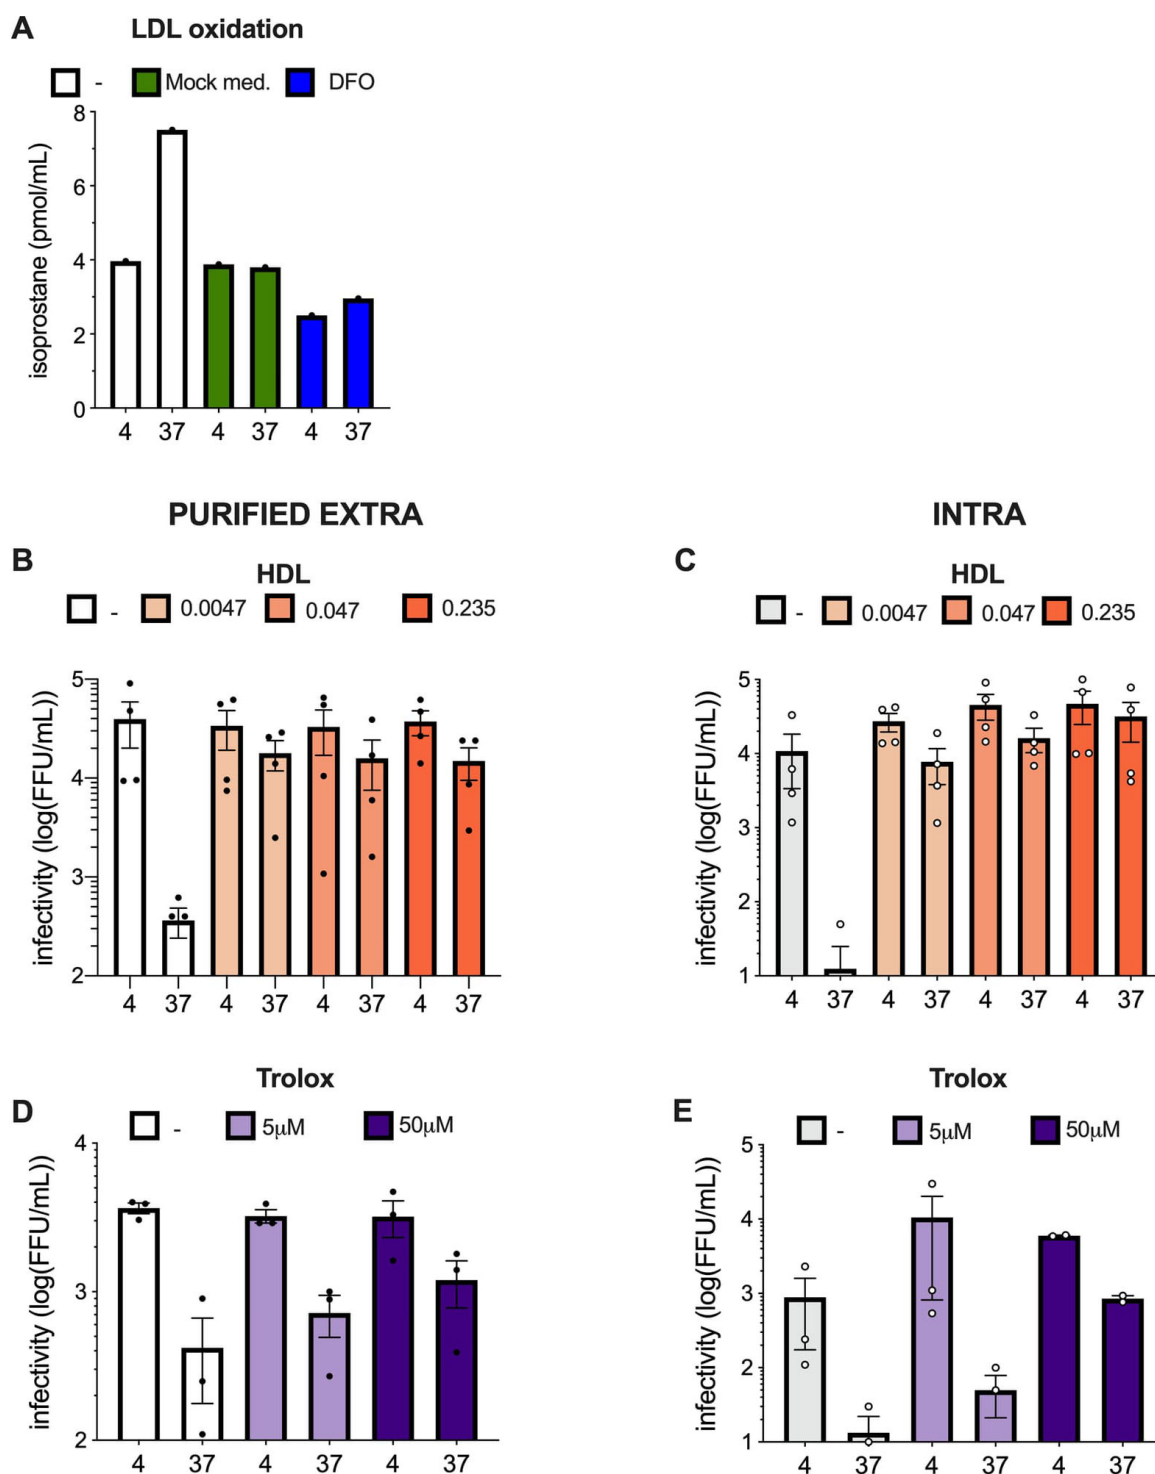 A
LDL oxidation
- Mock med. DFO
isoprostane (pmol/mL)
8
6
4
2
0
4 37 4 37 4 37
PURIFIED EXTRA
INTRA
B
HDL
- 0.0047 0.047 0.235
infectivity (log(FFU/mL))
5
4
3
2
4 37 4 37 4 37 4 37
C
HDL
- 0.0047 0.047 0.235
infectivity (log(FFU/mL))
5
4
3
2
1
4 37 4 37 4 37 4 37
D
Trolox
- 5μM 50μM
infectivity (log(FFU/mL))
4
3
2
4 37 4 37 4 37
E
Trolox
- 5μM 50μM
infectivity (log(FFU/mL))
5
4
3
2
1
4 37 4 37 4 37